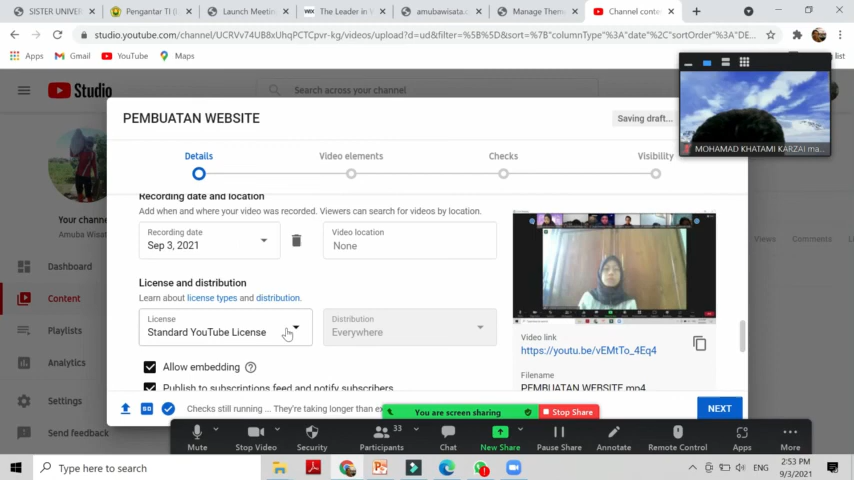 SISTER UNIVER
Pengantar TI (
Launch Meetin
WiX
The Leader in W
amubawisata.c
Manage Them
Channel conte
studio.youtube.com/channel/UCRVv74UB8xUhqPCTCpvr-kg/videos/upload?d=ud&filter=%5B%5D&sort=%7B"columnType"%3A"date"%2C"sortOrder"%3A"DE...
Apps
Gmail
YouTube
Maps
Studio
Search across your channel
MOHAMAD KHATAMI KARZAI ma...
PEMBUATAN WEBSITE
Saving draft...
Details
Video elements
Checks
Visibility
Recording date and location
Add when and where your video was recorded. Viewers can search for videos by location.
Recording date
Sep 3, 2021
Video location
None
License and distribution
Learn about license types and distribution.
License
Standard YouTube License
Distribution
Everywhere
Allow embedding
Publish to subscriptions feed and notify subscribers
Video link
https://youtu.be/vEMtTo_4Eq4
Filename
PEMBUATAN WEBSITE.mp4
Your chann
Amuba Wisat
Dashboard
Content
Playlists
Analytics
Settings
Send feedback
Views
Comments
SD
Checks still running ... They're taking longer than ex
NEXT
You are screen sharing
Stop Share
Mute
Stop Video
Security
Participants
33
Chat
New Share
Pause Share
Annotate
Remote Control
Apps
More
Type here to search
ENG
2:53 PM
9/3/2021